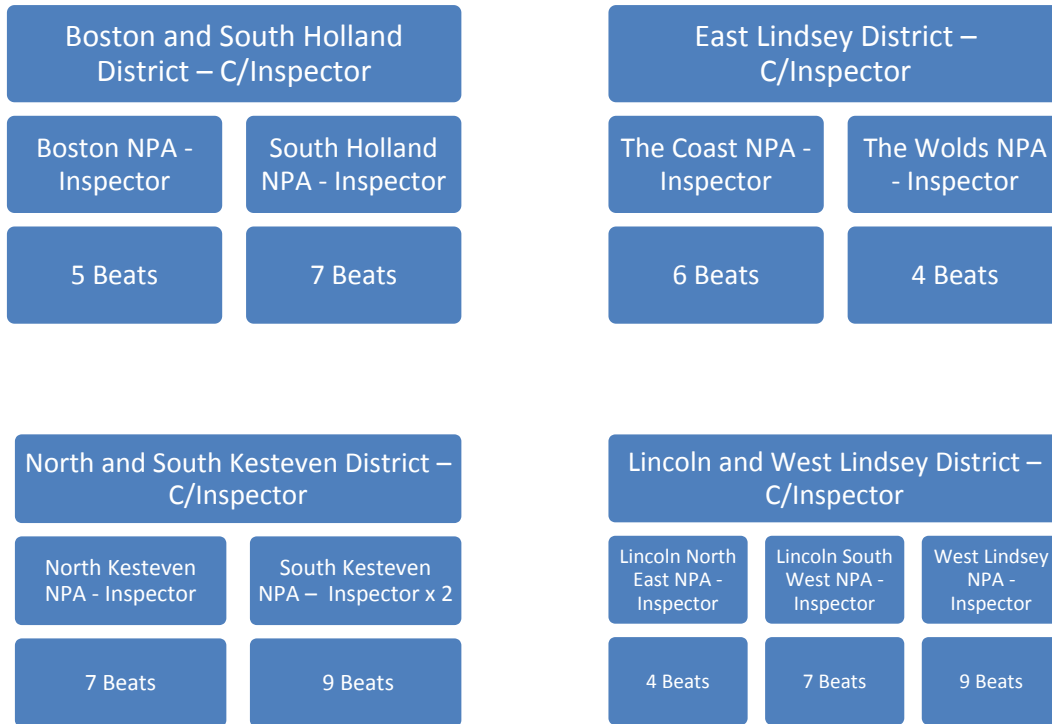 Boston and South Holland
District – C/Inspector
Boston NPA -
Inspector
South Holland
NPA - Inspector
5 Beats
7 Beats
East Lindsey District –
C/Inspector
The Coast NPA -
Inspector
The Wolds NPA
- Inspector
6 Beats
4 Beats
North and South Kesteven District –
C/Inspector
North Kesteven
NPA - Inspector
South Kesteven
NPA – Inspector x 2
7 Beats
9 Beats
Lincoln and West Lindsey District –
C/Inspector
Lincoln North
East NPA -
Inspector
Lincoln South
West NPA -
Inspector
West Lindsey
NPA -
Inspector
4 Beats
7 Beats
9 Beats